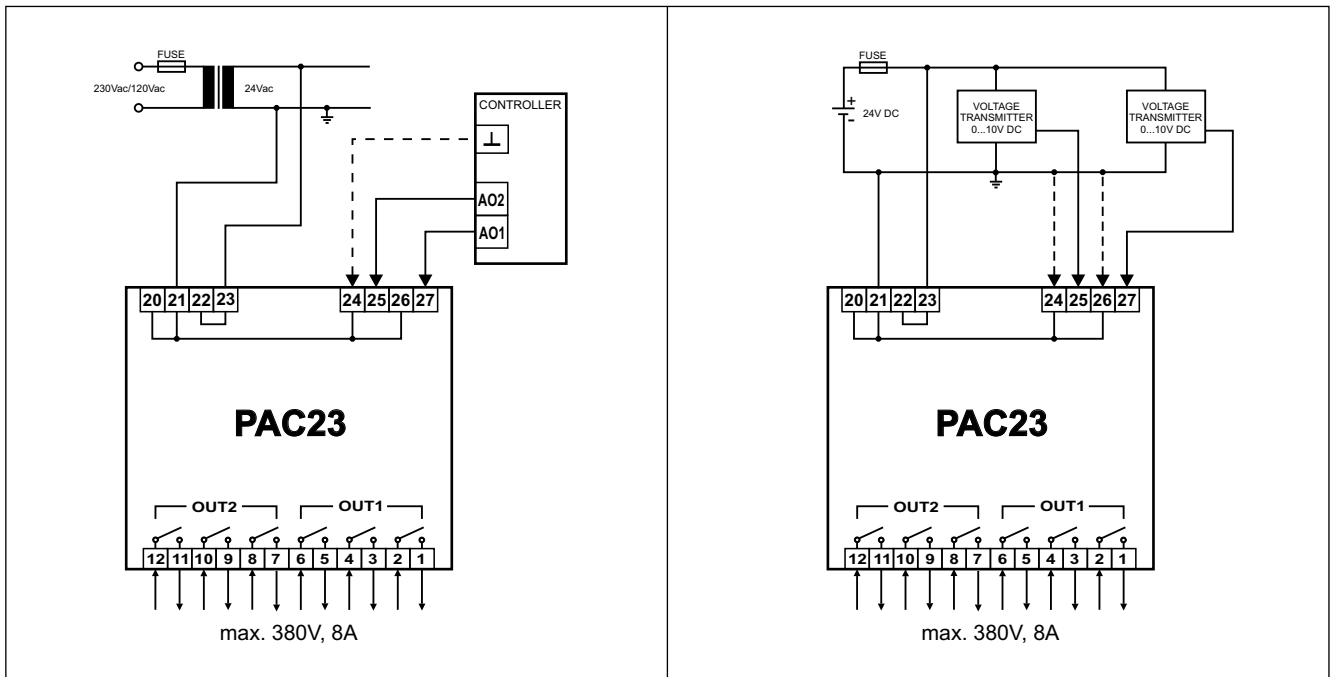 FUSE
230Vac/120Vac
24Vac
CONTROLLER
⊥
AO2
AO1
20 21 22 23 24 25 26 27
PAC23
OUT2 OUT1
12 11 10 9 8 7 6 5 4 3 2 1
max. 380V, 8A
FUSE
+
-
24V DC
VOLTAGE
TRANSMITTER
0...10V DC
VOLTAGE
TRANSMITTER
0...10V DC
20 21 22 23 24 25 26 27
PAC23
OUT2 OUT1
12 11 10 9 8 7 6 5 4 3 2 1
max. 380V, 8A